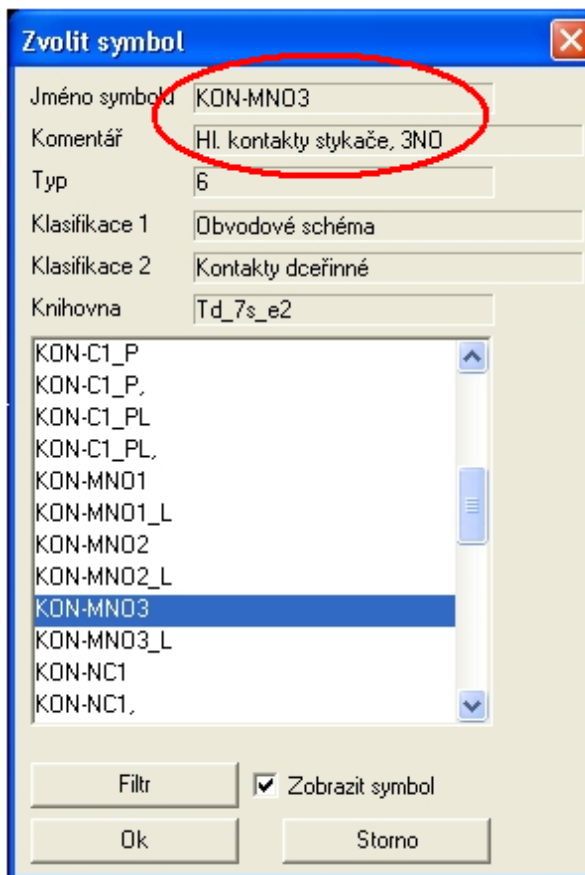 Zvolit symbol
Jméno symbolu KON-MNO3
Komentář Hl. kontakty stykače, 3NO
Typ 6
Klasifikace 1 Obvodové schéma
Klasifikace 2 Kontakty dceřinné
Knihovna Td_7s_e2
KON-C1_P
KON-C1_P,
KON-C1_PL
KON-C1_PL,
KON-MNO1
KON-MNO1_L
KON-MNO2
KON-MNO2_L
KON-MNO3
KON-MNO3_L
KON-NC1
KON-NC1,
Filtr Zobrazit symbol
Ok Storno